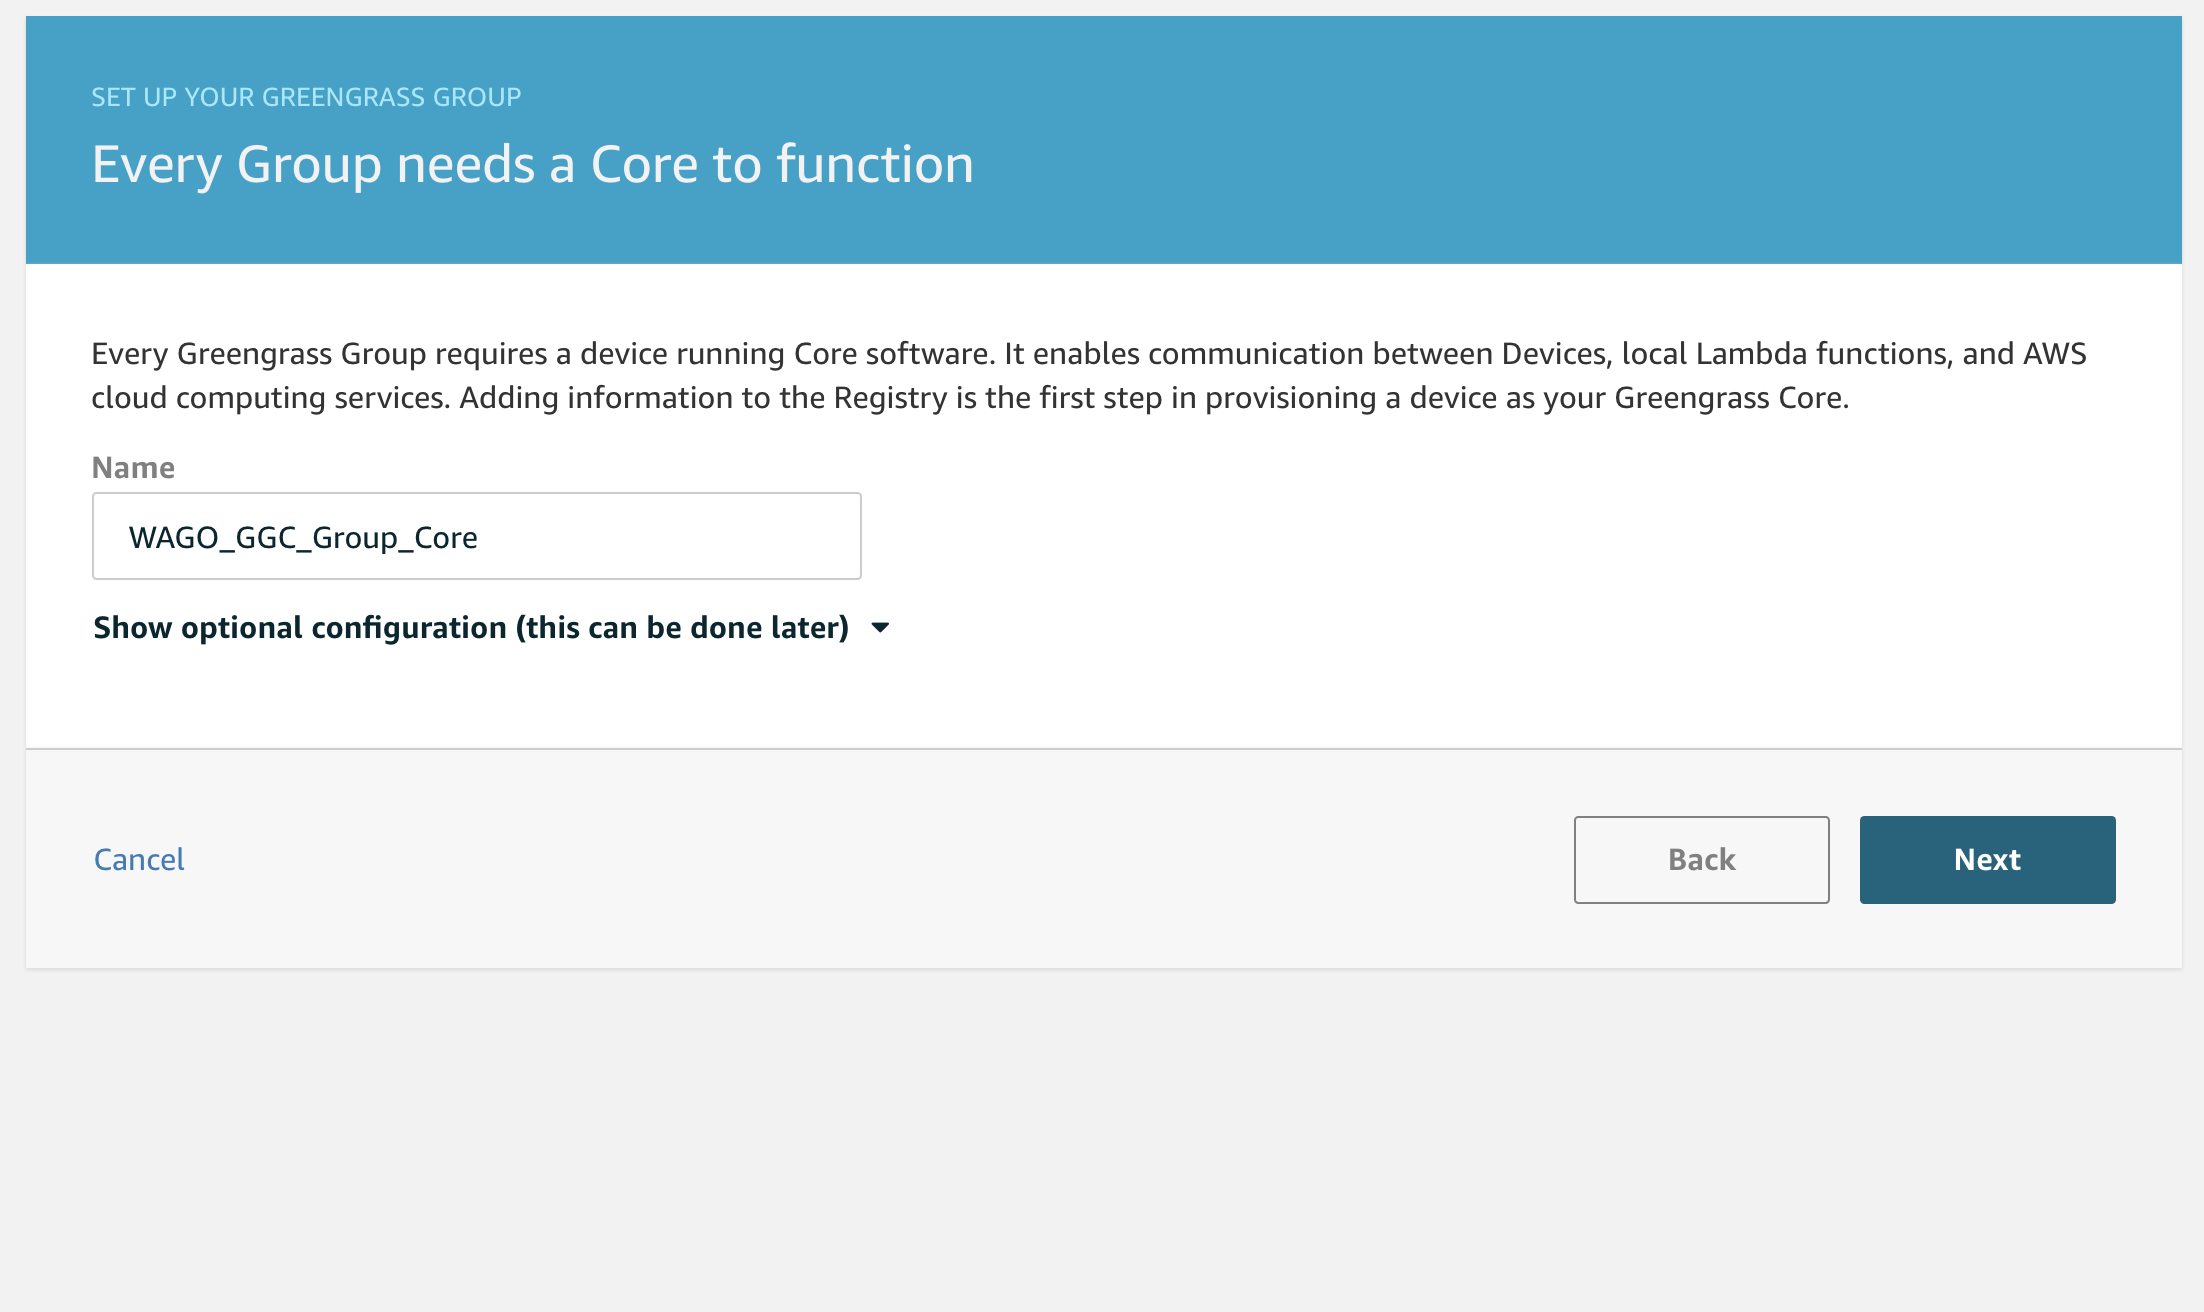 SET UP YOUR GREENGRASS GROUP
Every Group needs a Core to function
Every Greengrass Group requires a device running Core software. It enables communication between Devices, local Lambda functions, and AWS
cloud computing services. Adding information to the Registry is the first step in provisioning a device as your Greengrass Core.
Name
WAGO_GGC_Group_Core
Show optional configuration (this can be done later)
Cancel
Back
Next